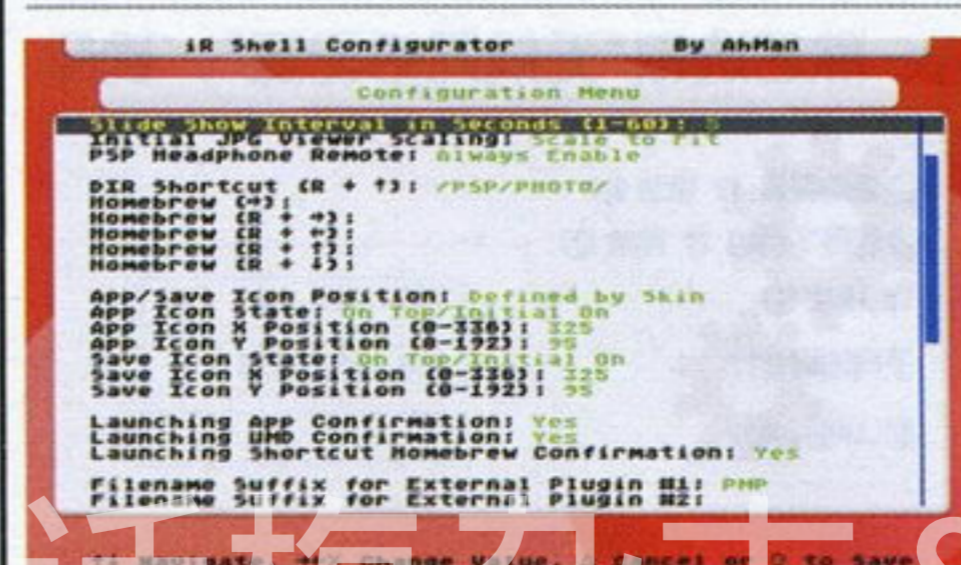 iR Shell Configurator By AhMan
Configuration Menu
Slide Show Interval in Seconds (1-60): 5
Initial JPG Viewer Scaling: Scale to Fit
PSP Headphone Remote: Always Enable
DIR Shortcut (R + ↑): /PSP/PHOTO/
Homebrew (→):
Homebrew (R + →):
Homebrew (R + ←):
Homebrew (R + ↑):
Homebrew (R + ↓):
App/Save Icon Position: Defined by Skin
App Icon State: On Top/Initial On
App Icon X Position (0-336): 325
App Icon Y Position (0-192): 95
Save Icon State: On Top/Initial On
Save Icon X Position (0-336): 325
Save Icon Y Position (0-192): 95
Launching App Confirmation: Yes
Launching UMD Confirmation: Yes
Launching Shortcut Homebrew Confirmation: Yes
Filename Suffix for External Plugin #1: PMP
Filename Suffix for External Plugin #2:
Navigate, Change Value, Cancel or to Save